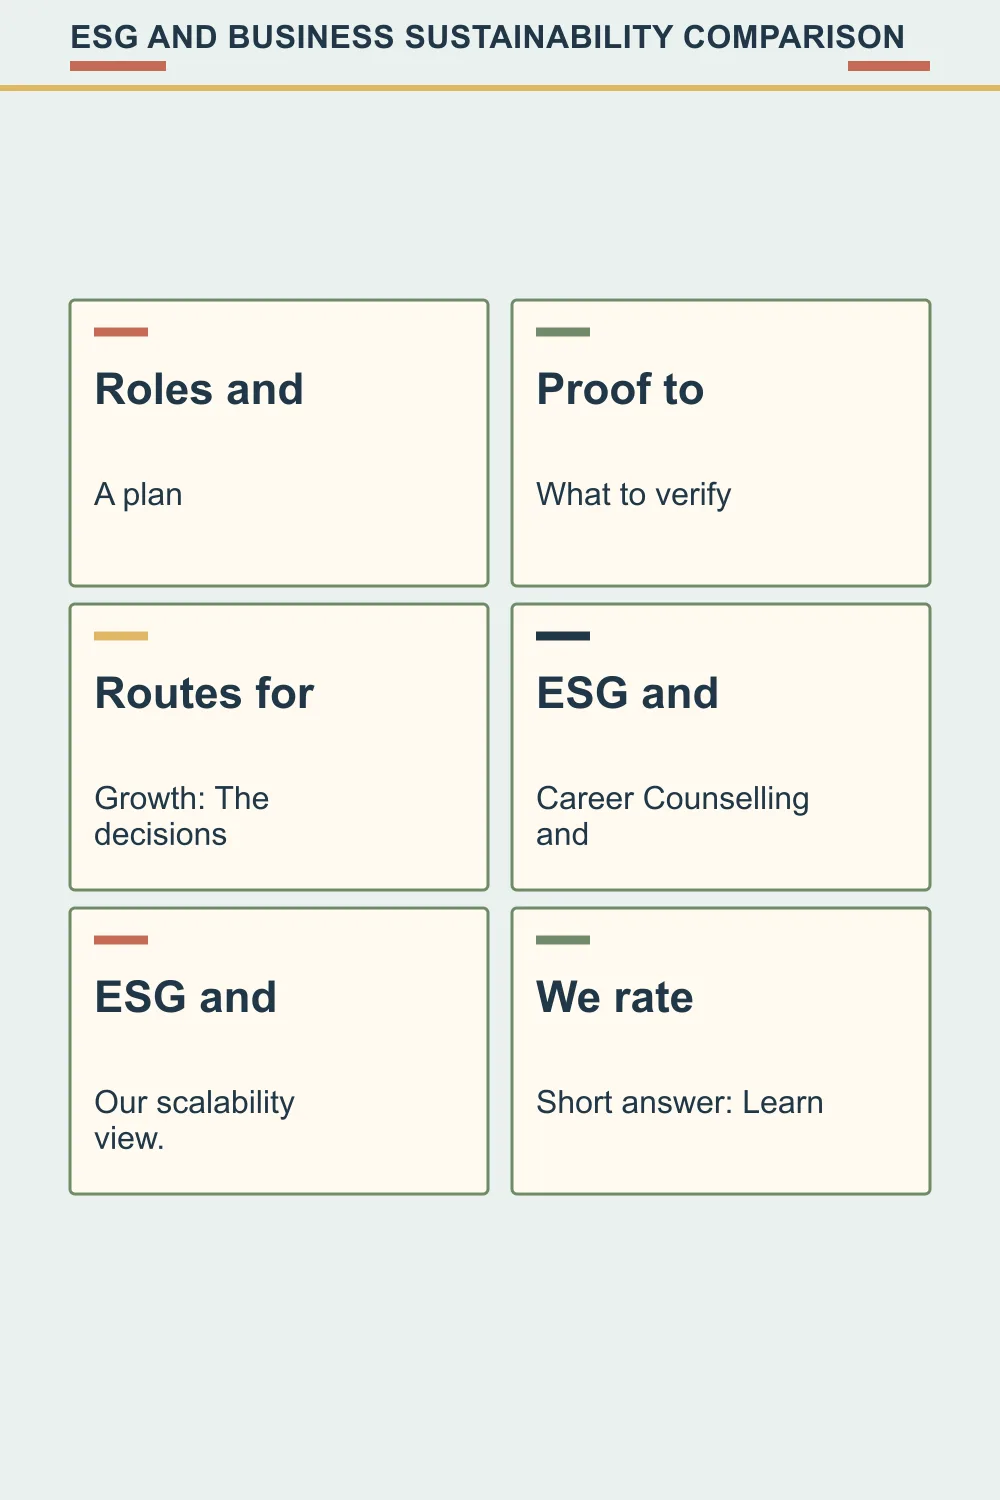 ESG AND BUSINESS SUSTAINABILITY COMPARISON
Roles and
A plan
Proof to
What to verify
Routes for
Growth: The
decisions
ESG and
Career Counselling
and
ESG and
Our scalability
view.
We rate
Short answer: Learn